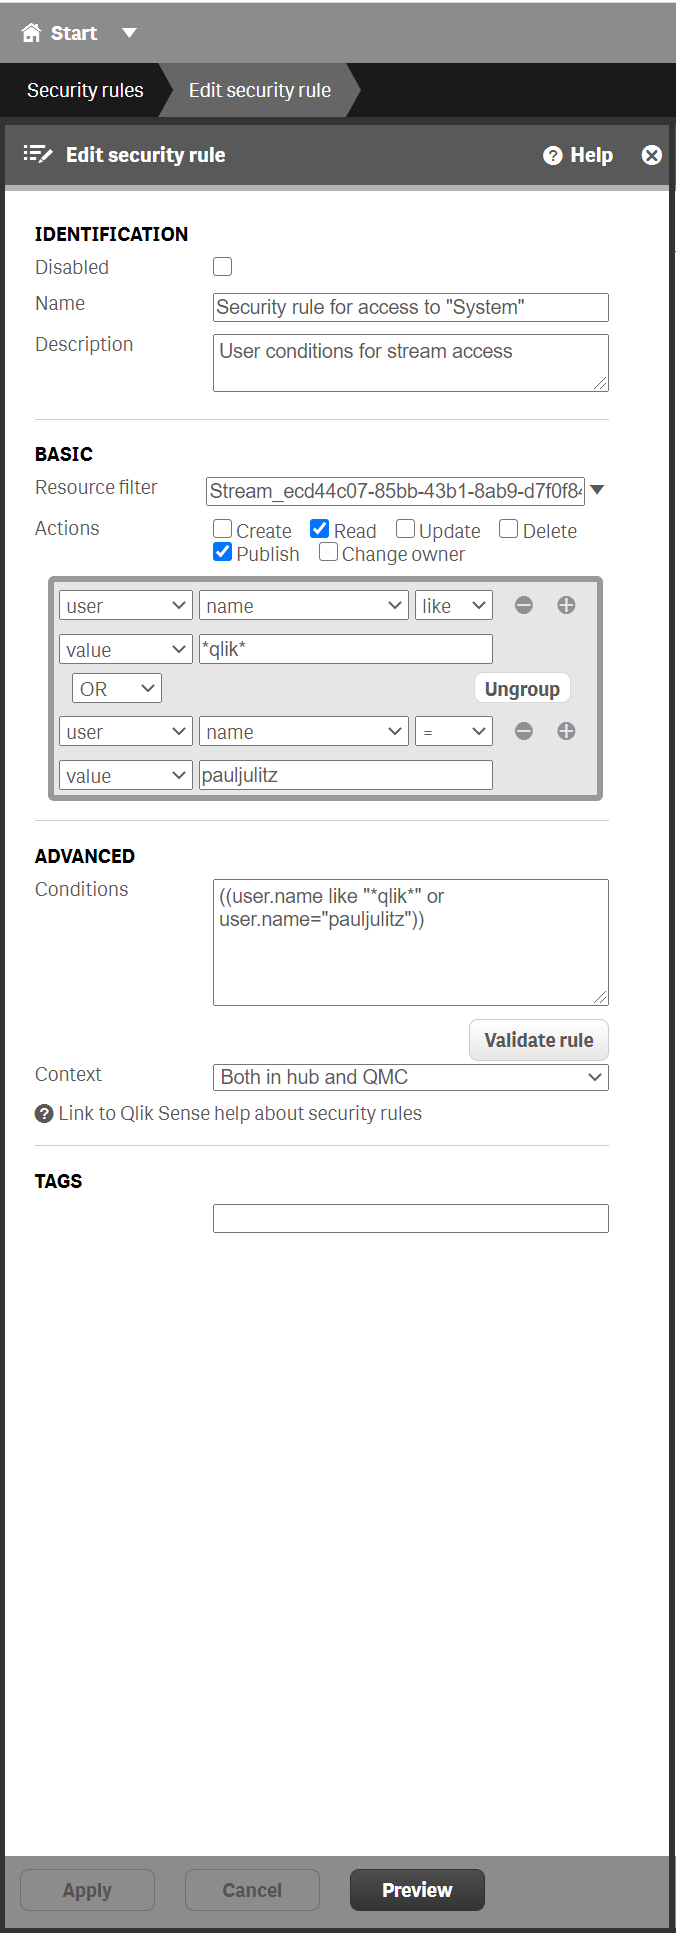 Start
Security rules Edit security rule
Edit security rule Help
IDENTIFICATION
Disabled
Name Security rule for access to "System"
Description User conditions for stream access
BASIC
Resource filter Stream_ecd44c07-85bb-43b1-8ab9-d7f0f84
Actions Create Read Update Delete
Publish Change owner
user name like
value *qlik*
OR Ungroup
user name =
value pauljulitz
ADVANCED
Conditions ((user.name like "*qlik*" or
user.name="pauljulitz"))
Validate rule
Context Both in hub and QMC
Link to Qlik Sense help about security rules
TAGS
Apply Cancel Preview